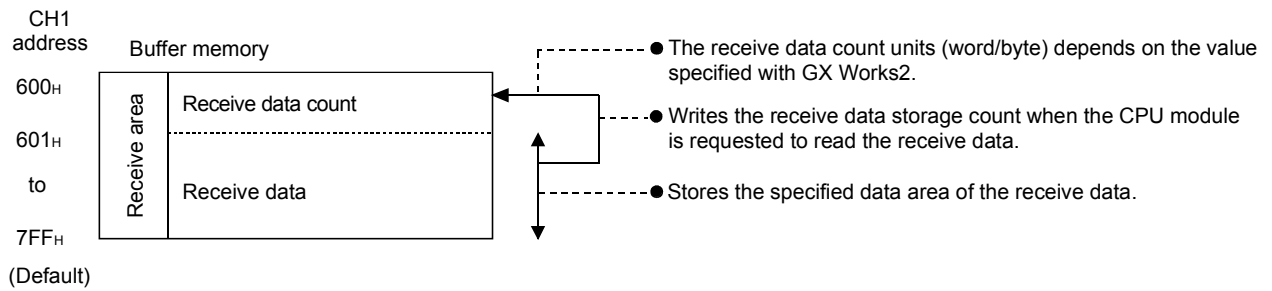 CH1
address
Buffer memory
600H
601H
to
7FFH
(Default)
Receive area
Receive data count
Receive data
● The receive data count units (word/byte) depends on the value
specified with GX Works2.
● Writes the receive data storage count when the CPU module
is requested to read the receive data.
● Stores the specified data area of the receive data.